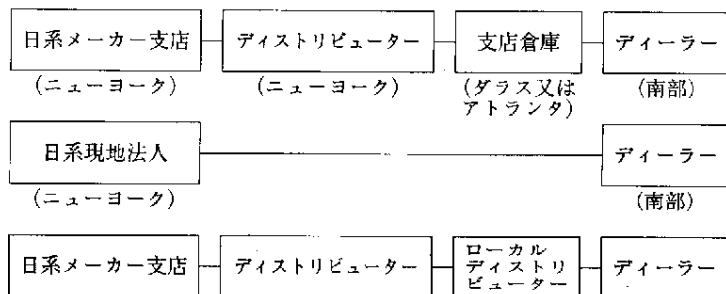 日系メーカー支店 ディストリビューター 支店倉庫 ディーラー
(ニューヨーク) (ニューヨーク) (ダラス又は
アトランタ) (南部)
日系現地法人 ディーラー
(ニューヨーク) (南部)
日系メーカー支店 ディストリビューター ローカル
ディストリ
ビューター ディーラー